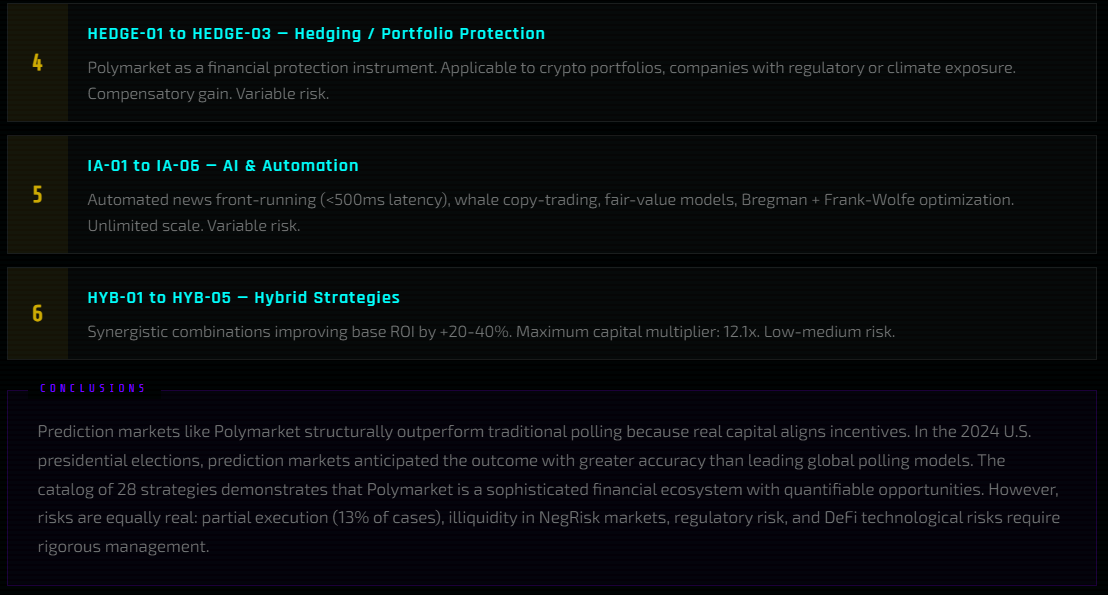 4
HEDGE-01 to HEDGE-03 — Hedging / Portfolio Protection
Polymarket as a financial protection instrument. Applicable to crypto portfolios, companies with regulatory or climate exposure.
Compensatory gain. Variable risk.
5
IA-01 to IA-06 — AI & Automation
Automated news front-running (<500ms latency), whale copy-trading, fair-value models, Bregman + Frank-Wolfe optimization.
Unlimited scale. Variable risk.
6
HYB-01 to HYB-05 — Hybrid Strategies
Synergistic combinations improving base ROI by +20-40%. Maximum capital multiplier: 12.1x. Low-medium risk.
CONCLUSIONS
Prediction markets like Polymarket structurally outperform traditional polling because real capital aligns incentives. In the 2024 U.S.
presidential elections, prediction markets anticipated the outcome with greater accuracy than leading global polling models. The
catalog of 28 strategies demonstrates that Polymarket is a sophisticated financial ecosystem with quantifiable opportunities. However,
risks are equally real: partial execution (13% of cases), illiquidity in NegRisk markets, regulatory risk, and DeFi technological risks require
rigorous management.